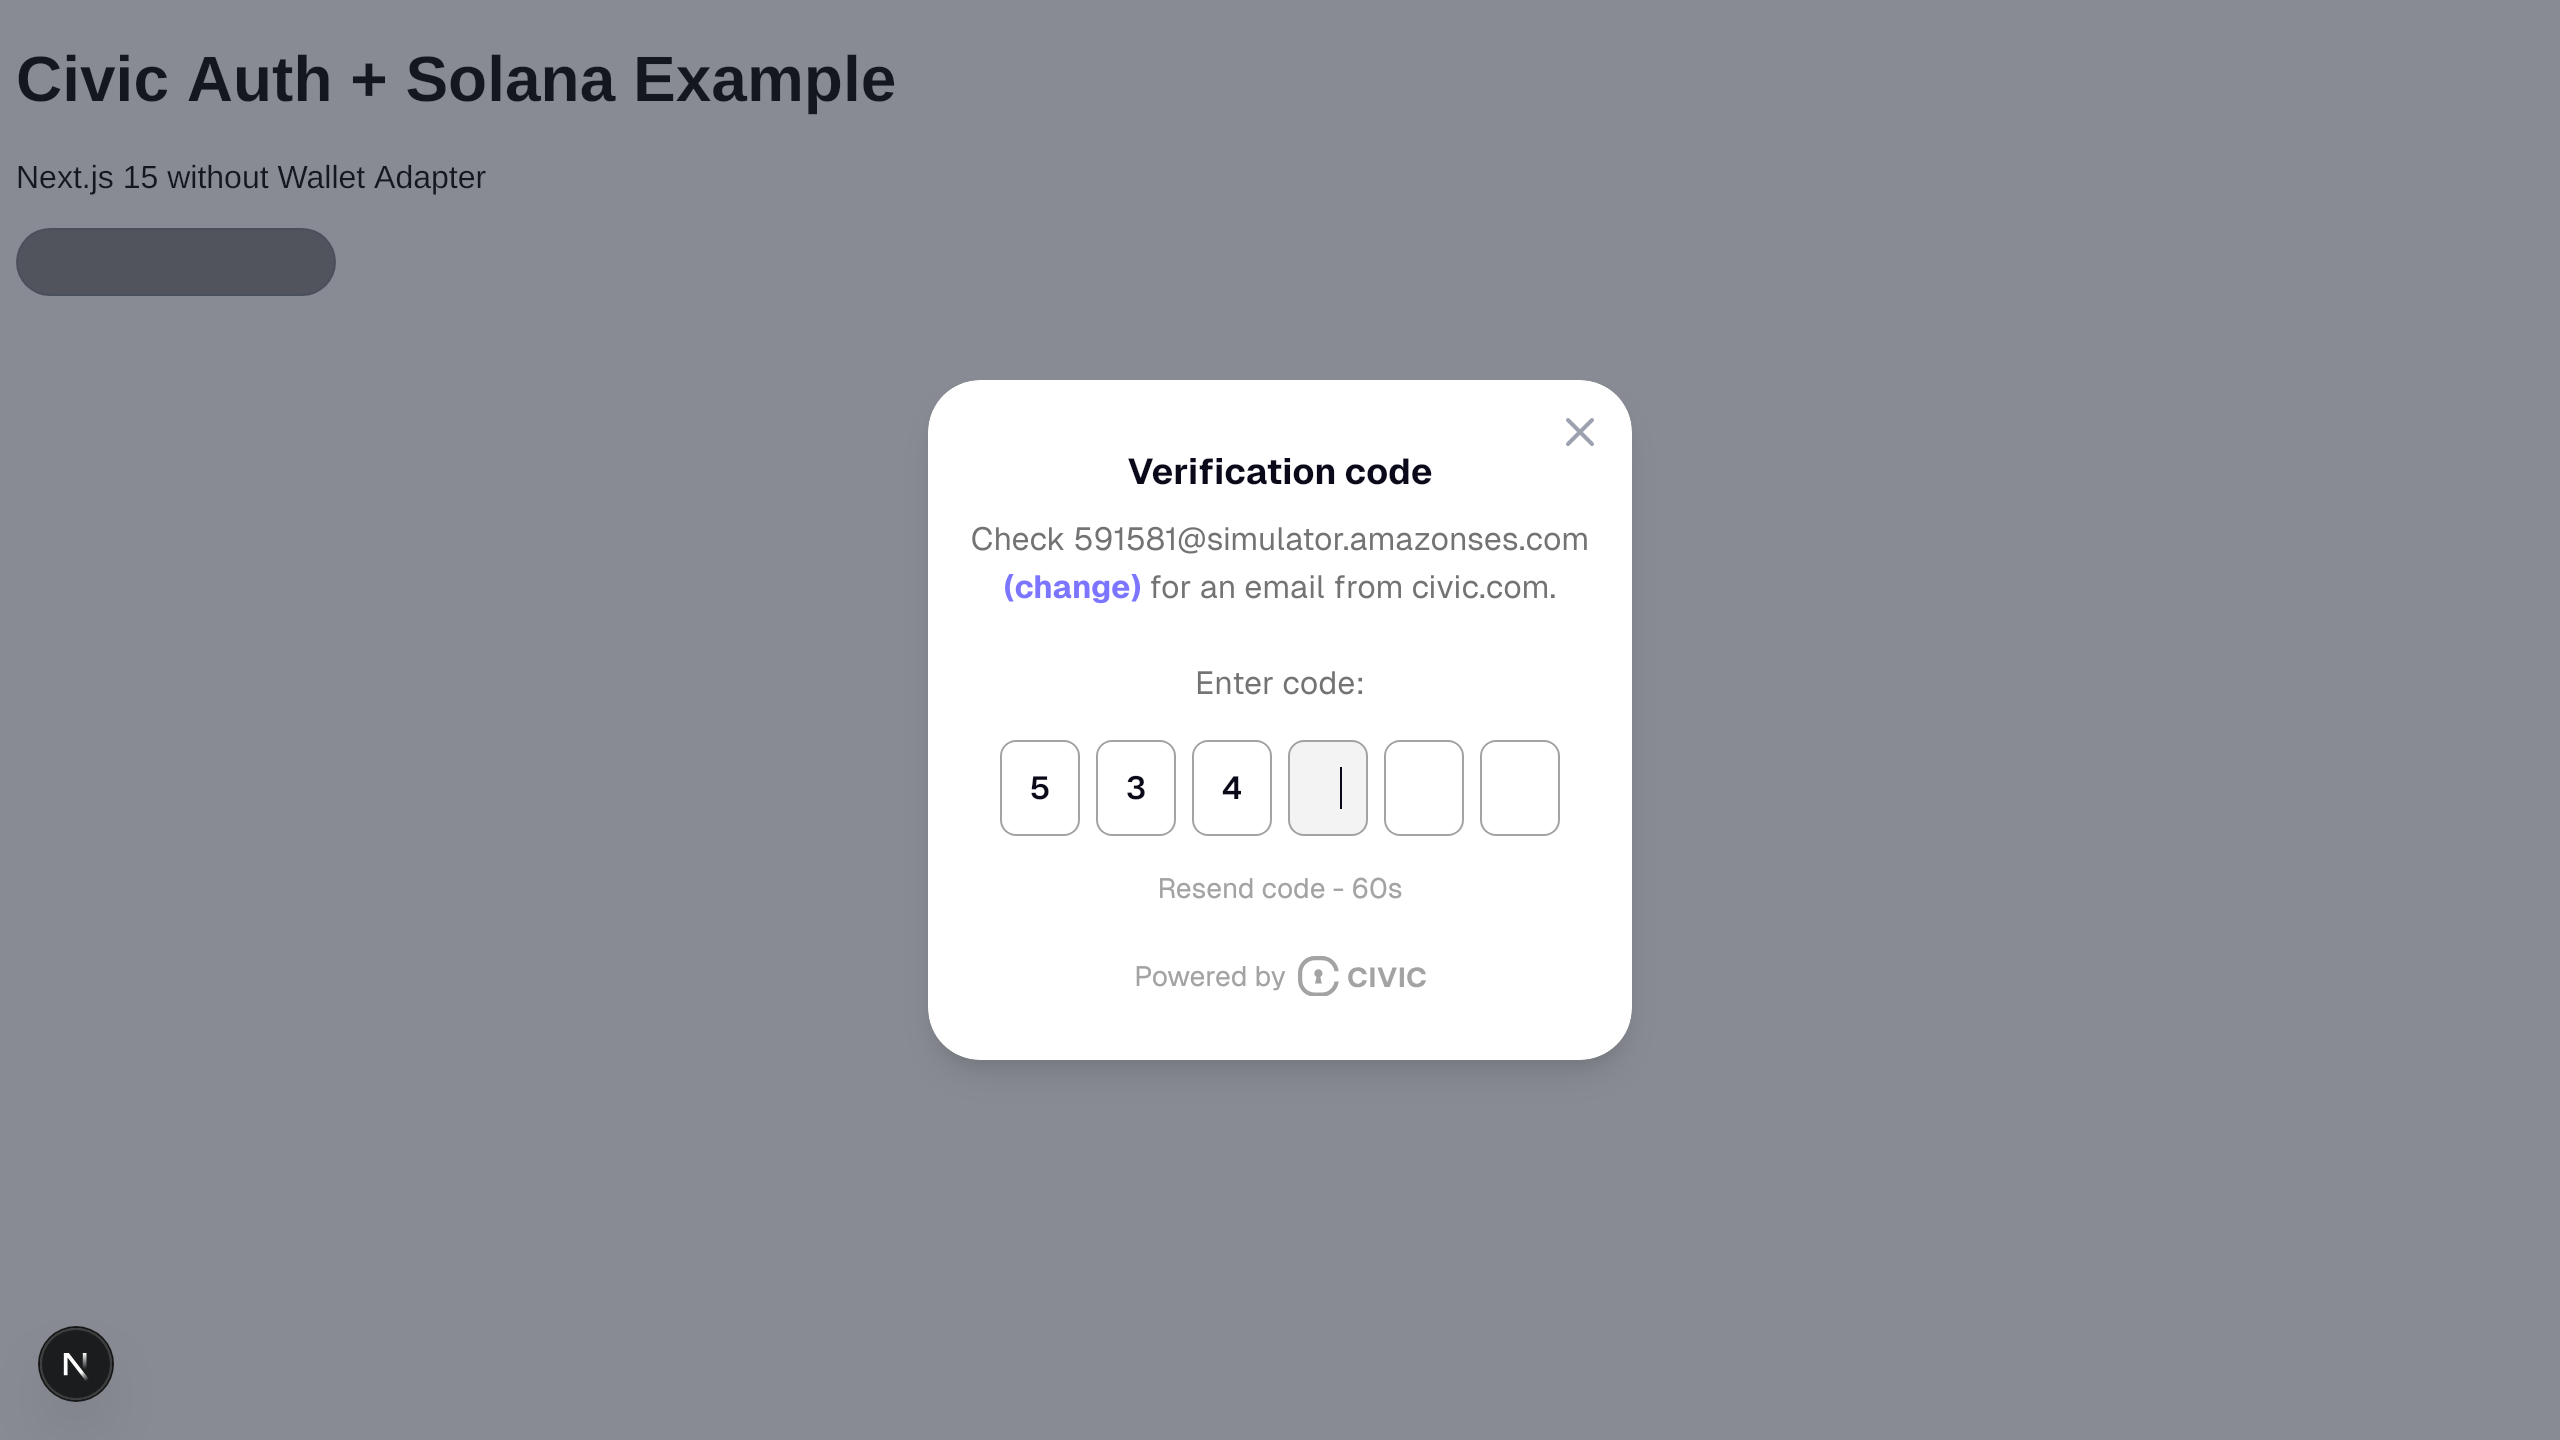 Civic Auth + Solana Example
Next.js 15 without Wallet Adapter
Verification code
Check 591581@simulator.amazonses.com
(change) for an email from civic.com.
Enter code:
5 3 4
Resend code - 60s
Powered by CIVIC
N